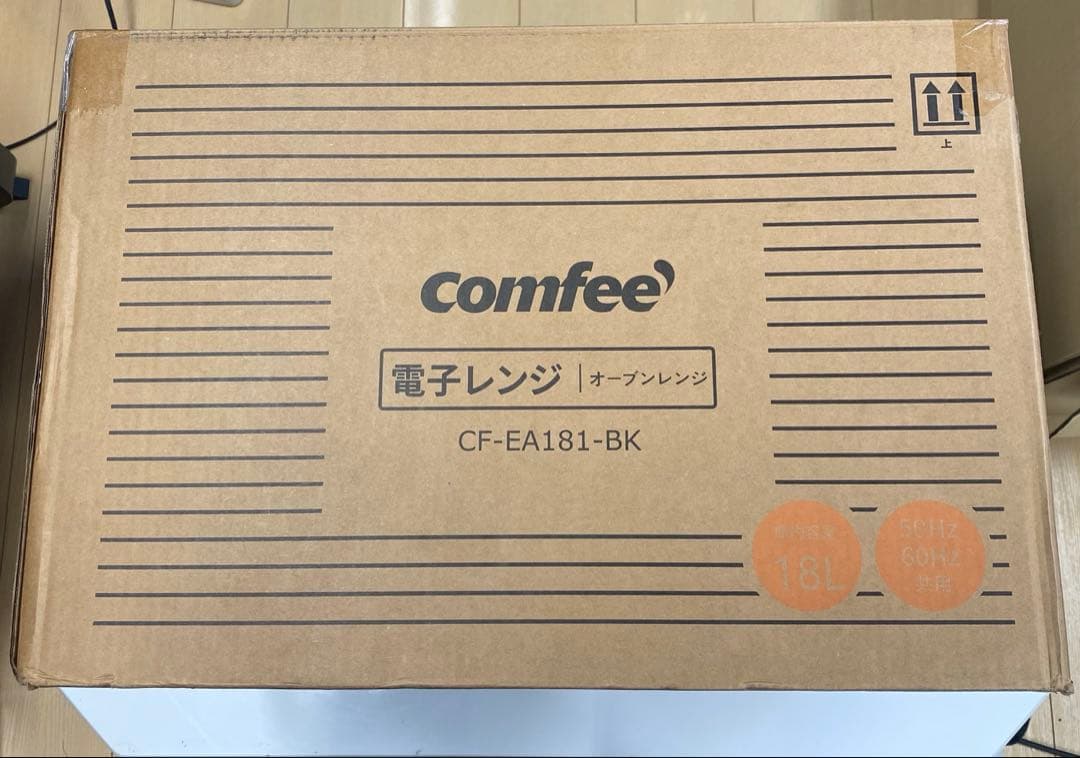 上
comfee'
電子レンジ | オーブンレンジ
CF-EA181-BK
庫内容量
18L
50Hz
60Hz
共用